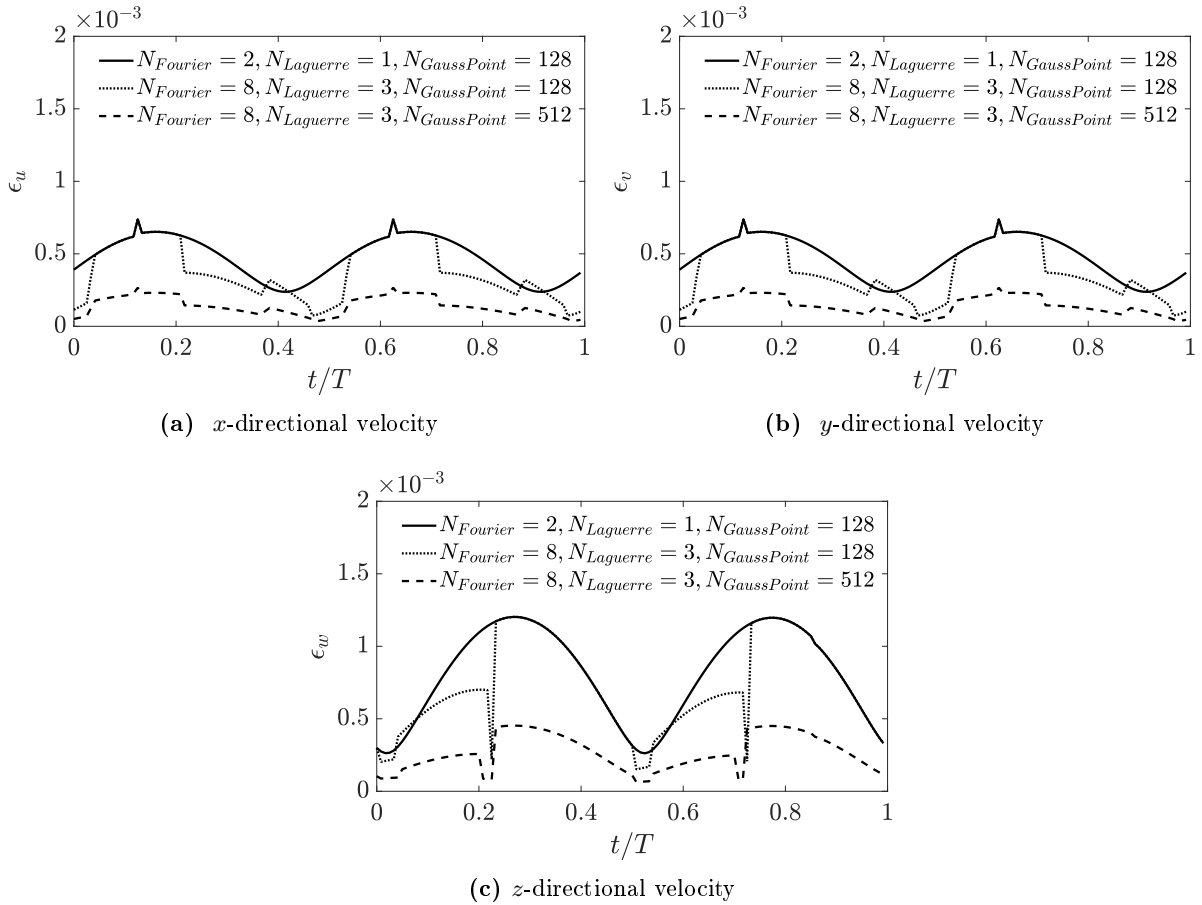 ×10⁻³
2
1.5
1
0.5
0
ϵᵤ
N_Fourier = 2, N_Laguerre = 1, N_GaussPoint = 128
N_Fourier = 8, N_Laguerre = 3, N_GaussPoint = 128
N_Fourier = 8, N_Laguerre = 3, N_GaussPoint = 512
0 0.2 0.4 0.6 0.8 1
t/T
(a) x-directional velocity
×10⁻³
2
1.5
1
0.5
0
ϵᵥ
N_Fourier = 2, N_Laguerre = 1, N_GaussPoint = 128
N_Fourier = 8, N_Laguerre = 3, N_GaussPoint = 128
N_Fourier = 8, N_Laguerre = 3, N_GaussPoint = 512
0 0.2 0.4 0.6 0.8 1
t/T
(b) y-directional velocity
×10⁻³
2
1.5
1
0.5
0
ϵ_w
N_Fourier = 2, N_Laguerre = 1, N_GaussPoint = 128
N_Fourier = 8, N_Laguerre = 3, N_GaussPoint = 128
N_Fourier = 8, N_Laguerre = 3, N_GaussPoint = 512
0 0.2 0.4 0.6 0.8 1
t/T
(c) z-directional velocity